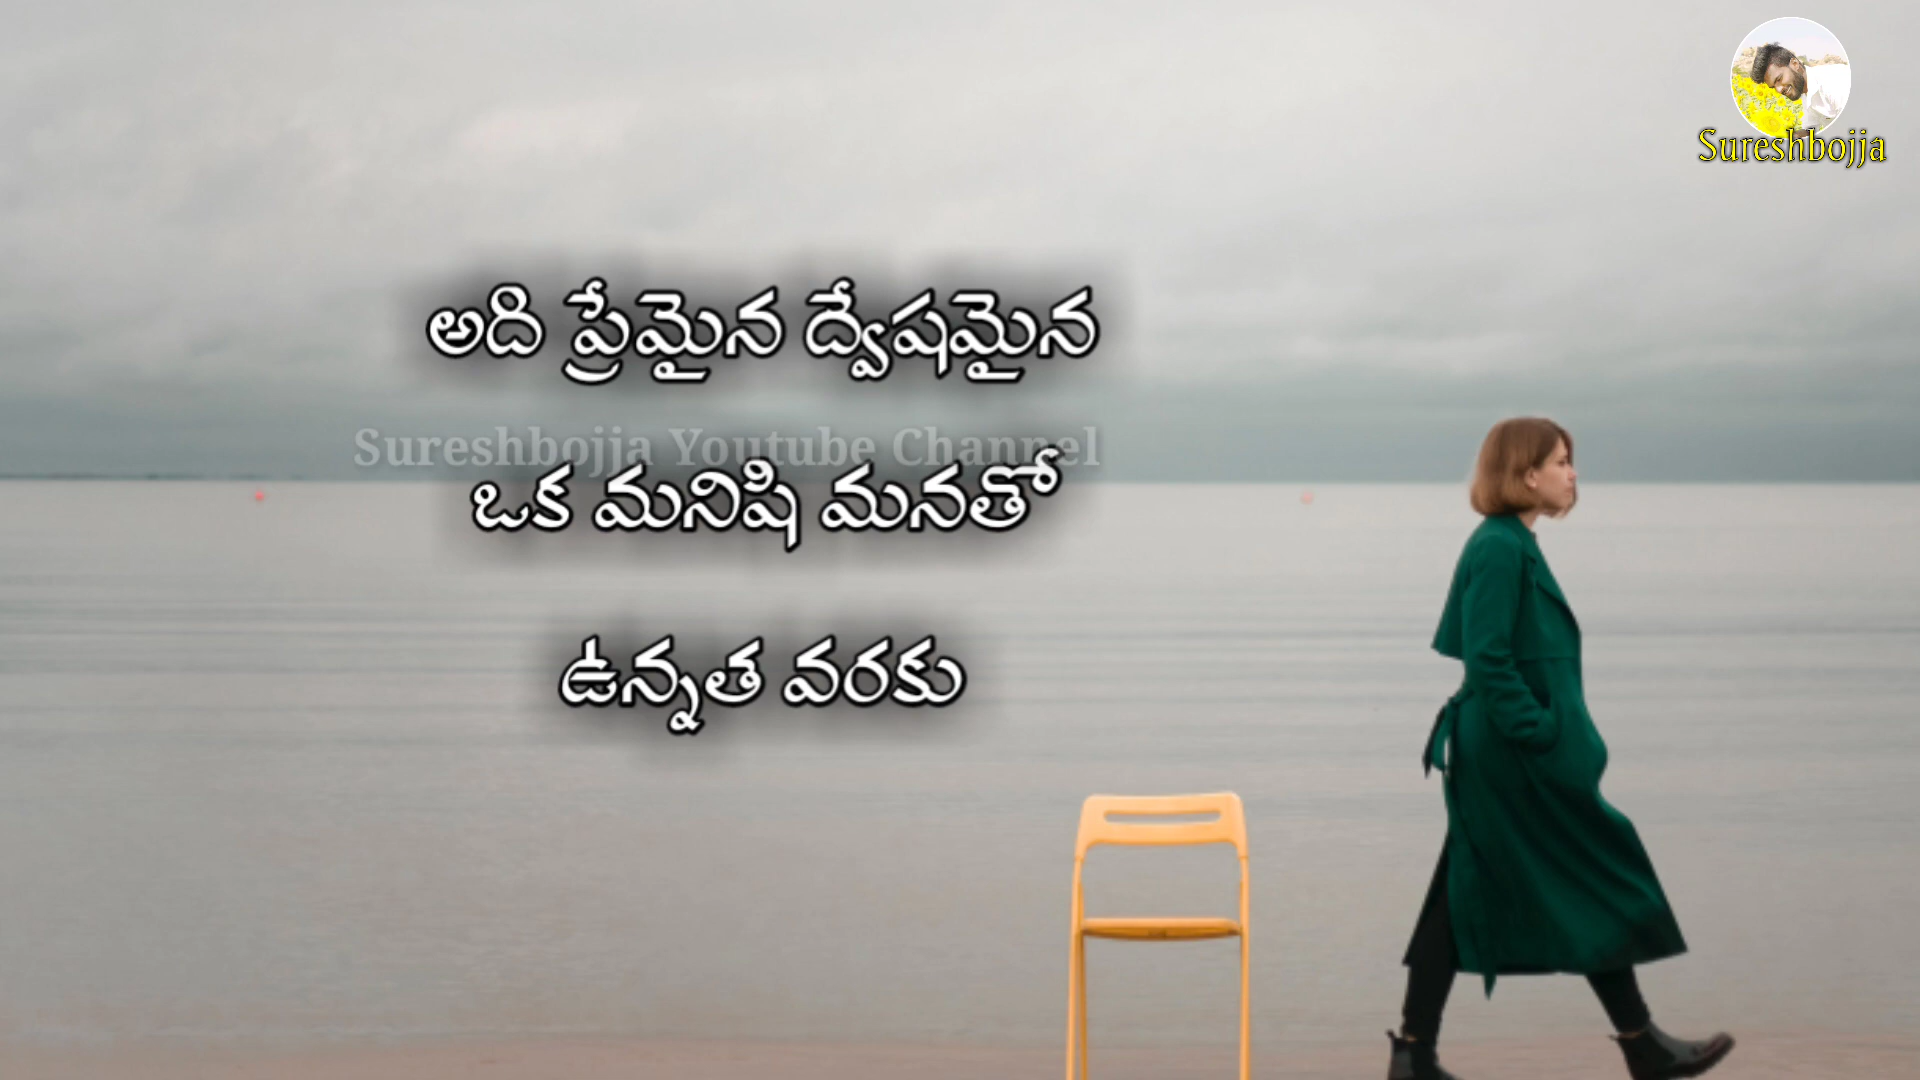 Sureshbojja
అది ప్రేమైన ద్వేషమైన
Sureshbojja Youtube Channel
ఒక మనిషి మనతో
ఉన్నత వరకు